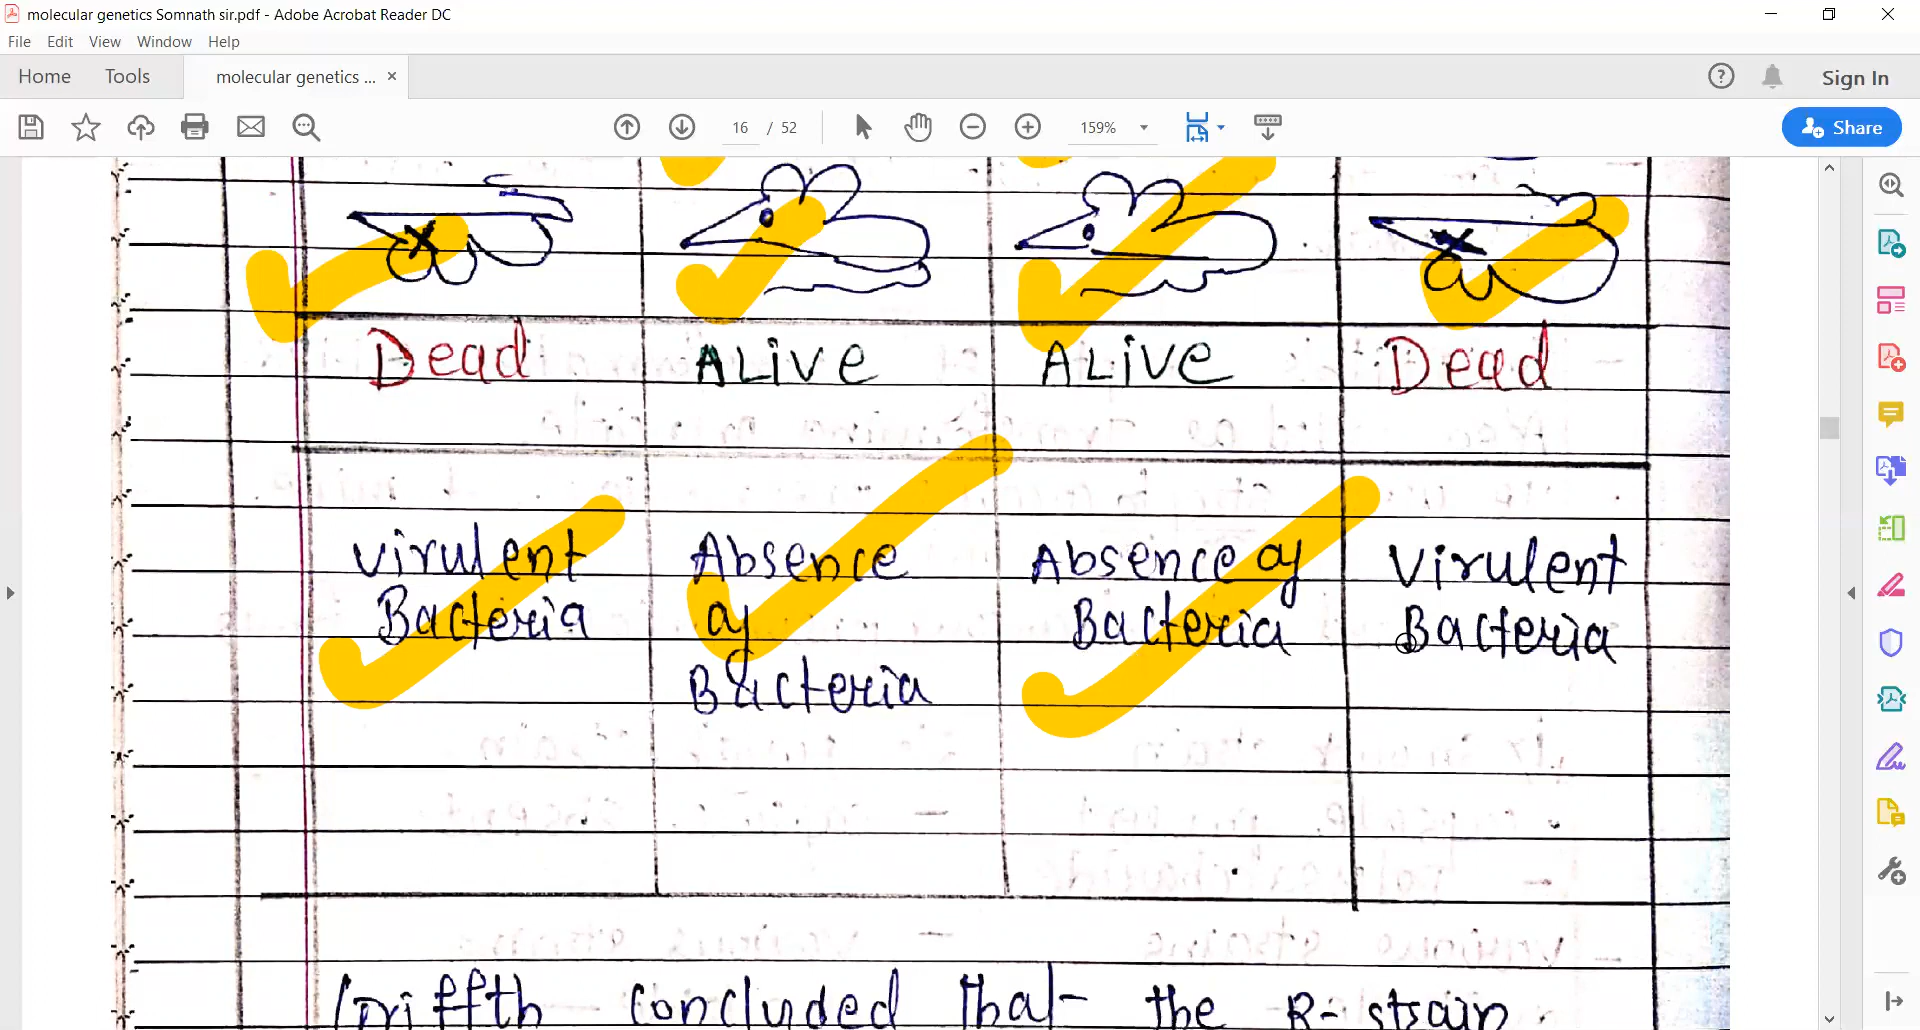 molecular genetics Somnath sir.pdf - Adobe Acrobat Reader DC
File Edit View Window Help
Home Tools molecular genetics ... ×
Sign In
16 / 52
159%
Share
Dead ALive ALive Dead
Virulent Absence Absence of Virulent
Bacteria of Bacteria Bacteria
Bacteria
Griffth concluded that the R- strain